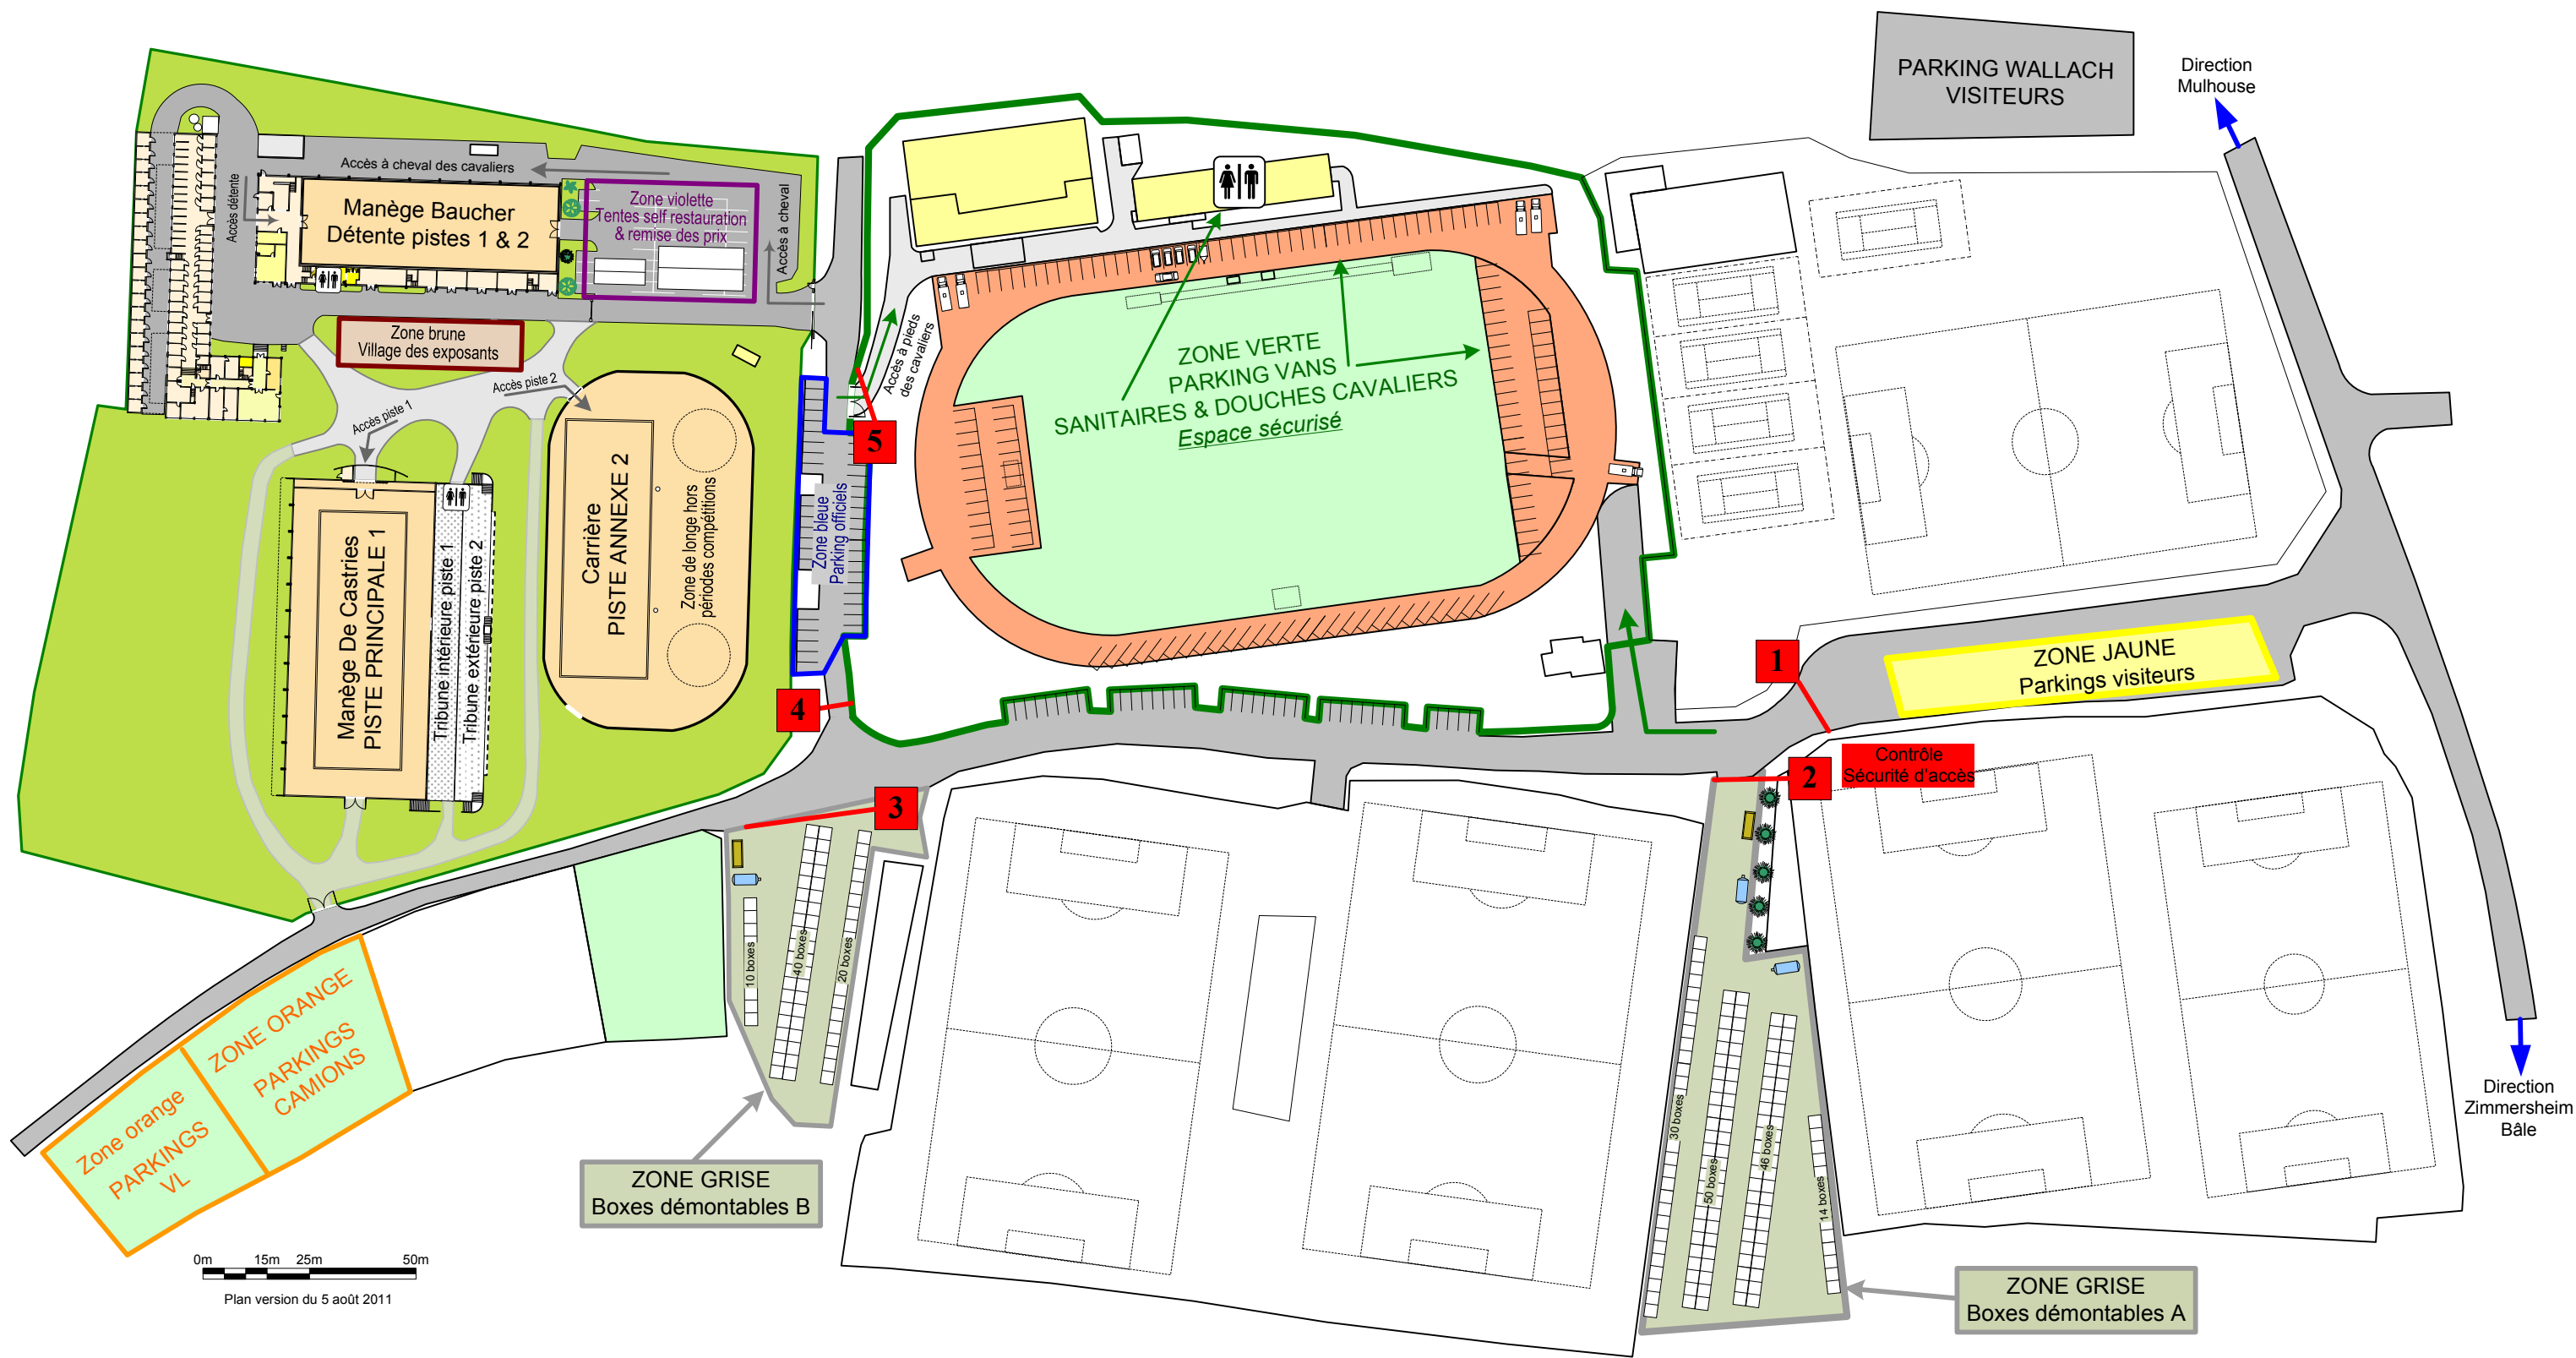 PARKING WALLACH
VISITEURS
Direction
Mulhouse
Accès à cheval des cavaliers
Accès détente
Manège Baucher
Détente pistes 1 & 2
Zone violette
Tentes self restauration
& remise des prix
Accès à cheval
Zone brune
Village des exposants
Accès piste 1
Accès piste 2
Accès à pieds
des cavaliers
ZONE VERTE
PARKING VANS
SANITAIRES & DOUCHES CAVALIERS
Espace sécurisé
5
Manège De Castries
PISTE PRINCIPALE 1
Tribune intérieure piste 1
Tribune extérieure piste 2
Carrière
PISTE ANNEXE 2
Zone de longe hors
périodes compétitions
Zone bleue
Parking officiels
4
1
ZONE JAUNE
Parkings visiteurs
Contrôle
Sécurité d'accès
2
3
10 boxes
40 boxes
20 boxes
ZONE ORANGE
PARKINGS
CAMIONS
Zone orange
PARKINGS
VL
30 boxes
50 boxes
46 boxes
14 boxes
Direction
Zimmersheim
Bâle
ZONE GRISE
Boxes démontables B
ZONE GRISE
Boxes démontables A
0m 15m 25m 50m
Plan version du 5 août 2011